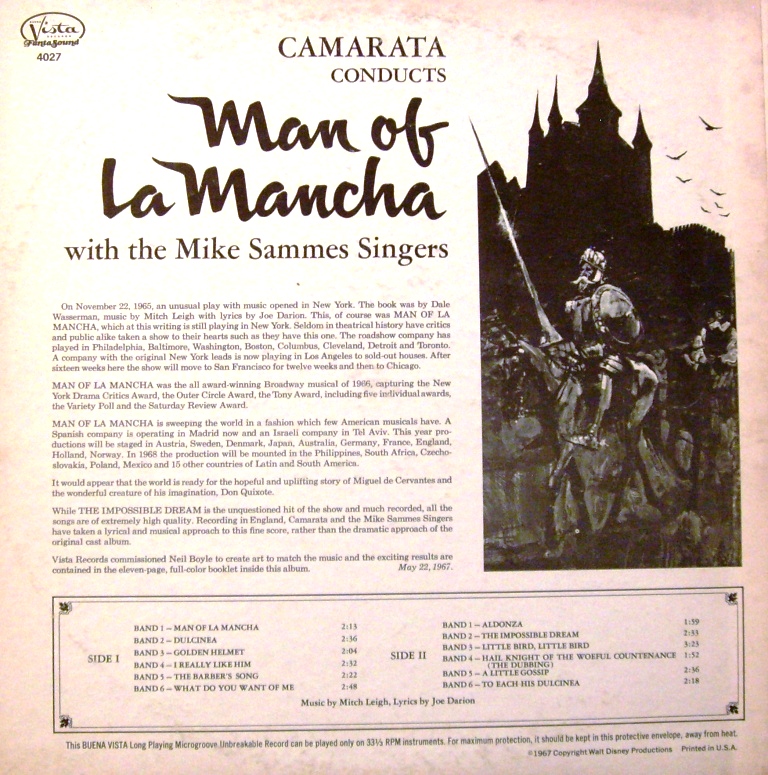 Vista
FantaSound
4027
CAMARATA
CONDUCTS
Man of
La Mancha
with the Mike Sammes Singers
On November 22, 1965, an unusual play with music opened in New York. The book was by Dale
Wasserman, music by Mitch Leigh with lyrics by Joe Darion. This, of course was MAN OF LA
MANCHA, which at this writing is still playing in New York. Seldom in theatrical history have critics
and public alike taken a show to their hearts such as they have this one. The roadshow company has
played in Philadelphia, Baltimore, Washington, Boston, Columbus, Cleveland, Detroit and Toronto.
A company with the original New York leads is now playing in Los Angeles to sold-out houses. After
sixteen weeks here the show will move to San Francisco for twelve weeks and then to Chicago.
MAN OF LA MANCHA was the all award-winning Broadway musical of 1966, capturing the New
York Drama Critics Award, the Outer Circle Award, the Tony Award, including five individual awards,
the Variety Poll and the Saturday Review Award.
MAN OF LA MANCHA is sweeping the world in a fashion which few American musicals have. A
Spanish company is operating in Madrid now and an Israeli company in Tel Aviv. This year pro-
ductions will be staged in Austria, Sweden, Denmark, Japan, Australia, Germany, France, England,
Holland, Norway. In 1968 the production will be mounted in the Philippines, South Africa, Czecho-
slovakia, Poland, Mexico and 15 other countries of Latin and South America.
It would appear that the world is ready for the hopeful and uplifting story of Miguel de Cervantes and
the wonderful creature of his imagination, Don Quixote.
While THE IMPOSSIBLE DREAM is the unquestioned hit of the show and much recorded, all the
songs are of extremely high quality. Recording in England, Camarata and the Mike Sammes Singers
have taken a lyrical and musical approach to this fine score, rather than the dramatic approach of the
original cast album.
Vista Records commissioned Neil Boyle to create art to match the music and the exciting results are
contained in the eleven-page, full-color booklet inside this album. May 22, 1967.
SIDE I
BAND 1 – MAN OF LA MANCHA 2:13
BAND 2 – DULCINEA 2:36
BAND 3 – GOLDEN HELMET 2:04
BAND 4 – I REALLY LIKE HIM 2:32
BAND 5 – THE BARBER'S SONG 2:22
BAND 6 – WHAT DO YOU WANT OF ME 2:48
SIDE II
BAND 1 – ALDONZA 1:59
BAND 2 – THE IMPOSSIBLE DREAM 2:33
BAND 3 – LITTLE BIRD, LITTLE BIRD 3:23
BAND 4 – HAIL KNIGHT OF THE WOEFUL COUNTENANCE 1:52
(THE DUBBING)
BAND 5 – A LITTLE GOSSIP 2:36
BAND 6 – TO EACH HIS DULCINEA 2:18
Music by Mitch Leigh, Lyrics by Joe Darion
This BUENA VISTA Long Playing Microgroove Unbreakable Record can be played only on 33⅓ RPM instruments. For maximum protection, it should be kept in this protective envelope, away from heat.
©1967 Copyright Walt Disney Productions Printed in U.S.A.